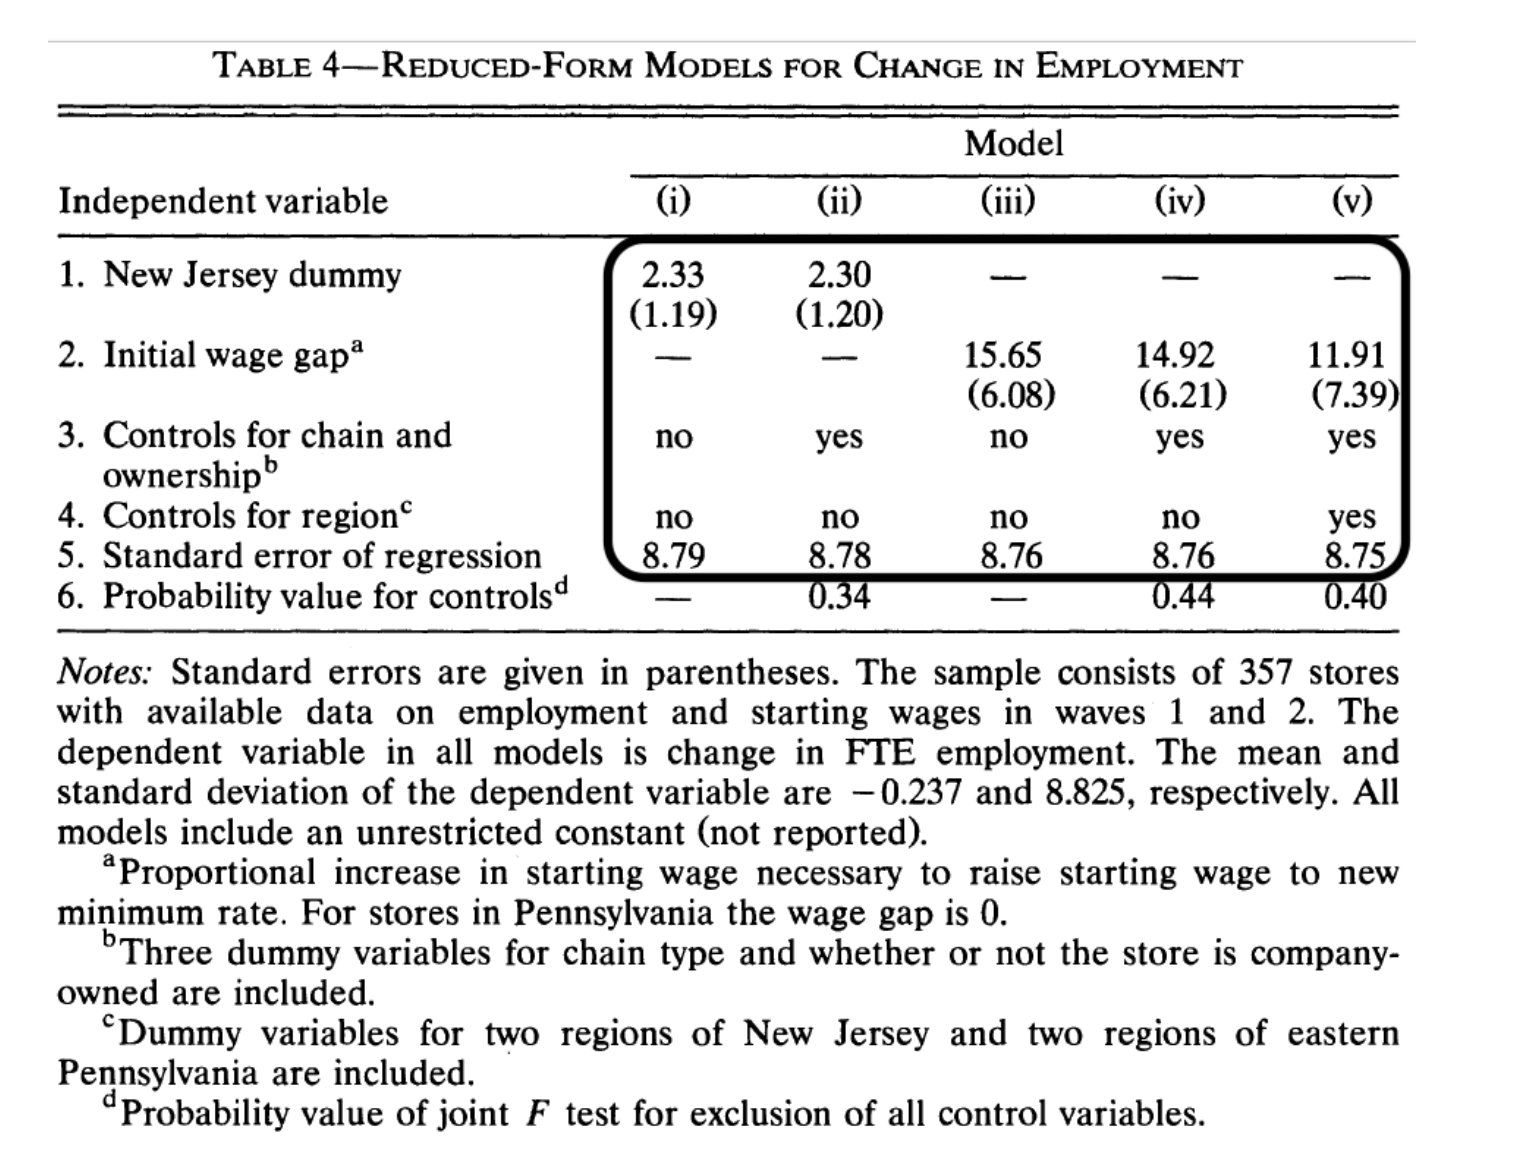 TABLE 4—REDUCED-FORM MODELS FOR CHANGE IN EMPLOYMENT
Model
Independent variable (i) (ii) (iii) (iv) (v)
1. New Jersey dummy 2.33 2.30 — — —
(1.19) (1.20)
2. Initial wage gapᵃ — — 15.65 14.92 11.91
(6.08) (6.21) (7.39)
3. Controls for chain and no yes no yes yes
ownershipᵇ
4. Controls for regionᶜ no no no no yes
5. Standard error of regression 8.79 8.78 8.76 8.76 8.75
6. Probability value for controlsᵈ — 0.34 — 0.44 0.40
Notes: Standard errors are given in parentheses. The sample consists of 357 stores
with available data on employment and starting wages in waves 1 and 2. The
dependent variable in all models is change in FTE employment. The mean and
standard deviation of the dependent variable are −0.237 and 8.825, respectively. All
models include an unrestricted constant (not reported).
ᵃProportional increase in starting wage necessary to raise starting wage to new
minimum rate. For stores in Pennsylvania the wage gap is 0.
ᵇThree dummy variables for chain type and whether or not the store is company-
owned are included.
ᶜDummy variables for two regions of New Jersey and two regions of eastern
Pennsylvania are included.
ᵈProbability value of joint F test for exclusion of all control variables.